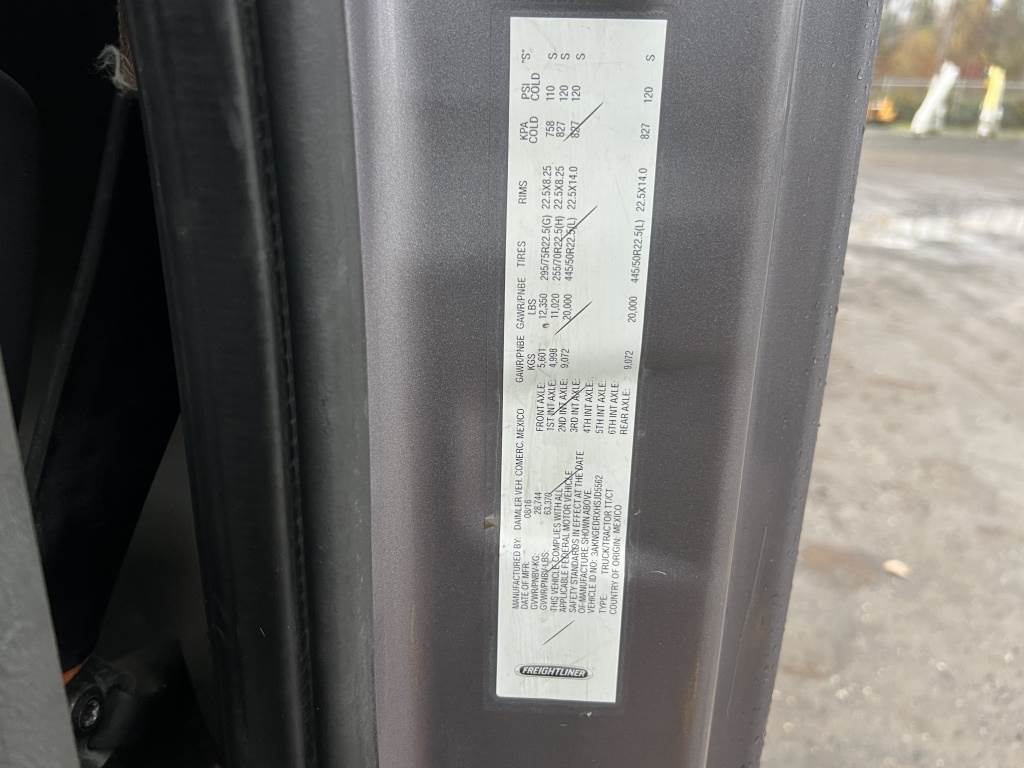 FREIGHTLINER
MANUFACTURED BY: DAIMLER VEH. COMERC. MEXICO
DATE OF MFR: 08/16
GVWR/PNBV-KG: 28,744
GVWR/PNBV-LBS: 63,370
THIS VEHICLE COMPLIES WITH ALL
APPLICABLE FEDERAL MOTOR VEHICLE
SAFETY STANDARDS IN EFFECT AT THE DATE
OF MANUFACTURE SHOWN ABOVE.
VEHICLE ID NO: 3AKNGEDRXHSJD5562
TYPE: TRUCK/TRACTOR TT/CT
COUNTRY OF ORIGIN: MEXICO
GAWR/PNBE KGS GAWR/PNBE LBS TIRES RIMS KPA COLD PSI COLD "S"
FRONT AXLE: 5,601 12,350 295/75R22.5(G) 22.5X8.25 758 110 S
1ST INT AXLE: 4,998 11,020 255/70R22.5(H) 22.5X8.25 827 120 S
2ND INT AXLE: 9,072 20,000 445/50R22.5(L) 22.5X14.0 827 120 S
3RD INT AXLE:
4TH INT AXLE:
5TH INT AXLE:
6TH INT AXLE:
REAR AXLE: 9,072 20,000 445/50R22.5(L) 22.5X14.0 827 120 S